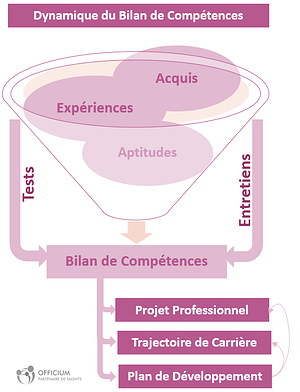 Dynamique du Bilan de Compétences
Acquis
Expériences
Aptitudes
Tests
Entretiens
Bilan de Compétences
Projet Professionnel
Trajectoire de Carrière
Plan de Développement
OFFICIUM
PARTENAIRE DE TALENTS